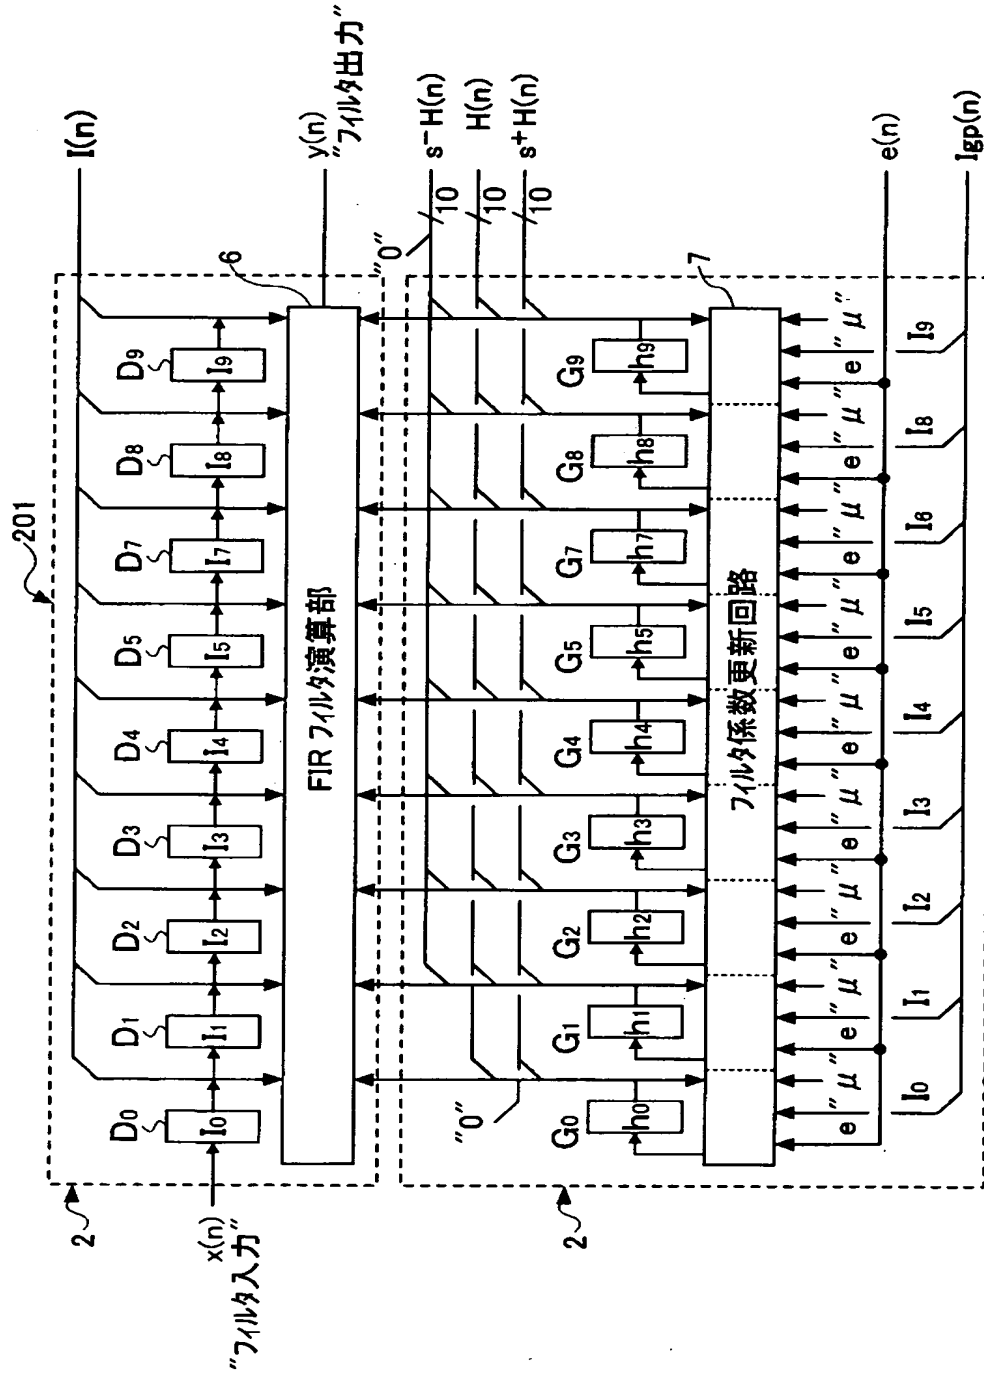 201
2
I(n)
D0 D1 D2 D3 D4 D5 D7 D8 D9
x(n)
"フィルタ入力"
I0 I1 I2 I3 I4 I5 I7 I8 I9
6
FIR フィルタ演算部
y(n)
"フィルタ出力"
"0"
s⁻H(n)
10
H(n)
10
s⁺H(n)
10
"0"
2
G0 G1 G2 G3 G4 G5 G7 G8 G9
h0 h1 h2 h3 h4 h5 h7 h8 h9
7
フィルタ係数更新回路
e "μ" e "μ" e "μ" e "μ" e "μ" e "μ" e "μ" e "μ" e "μ"
e(n)
I0 I1 I2 I3 I4 I5 I6 I8 I9
Igp(n)